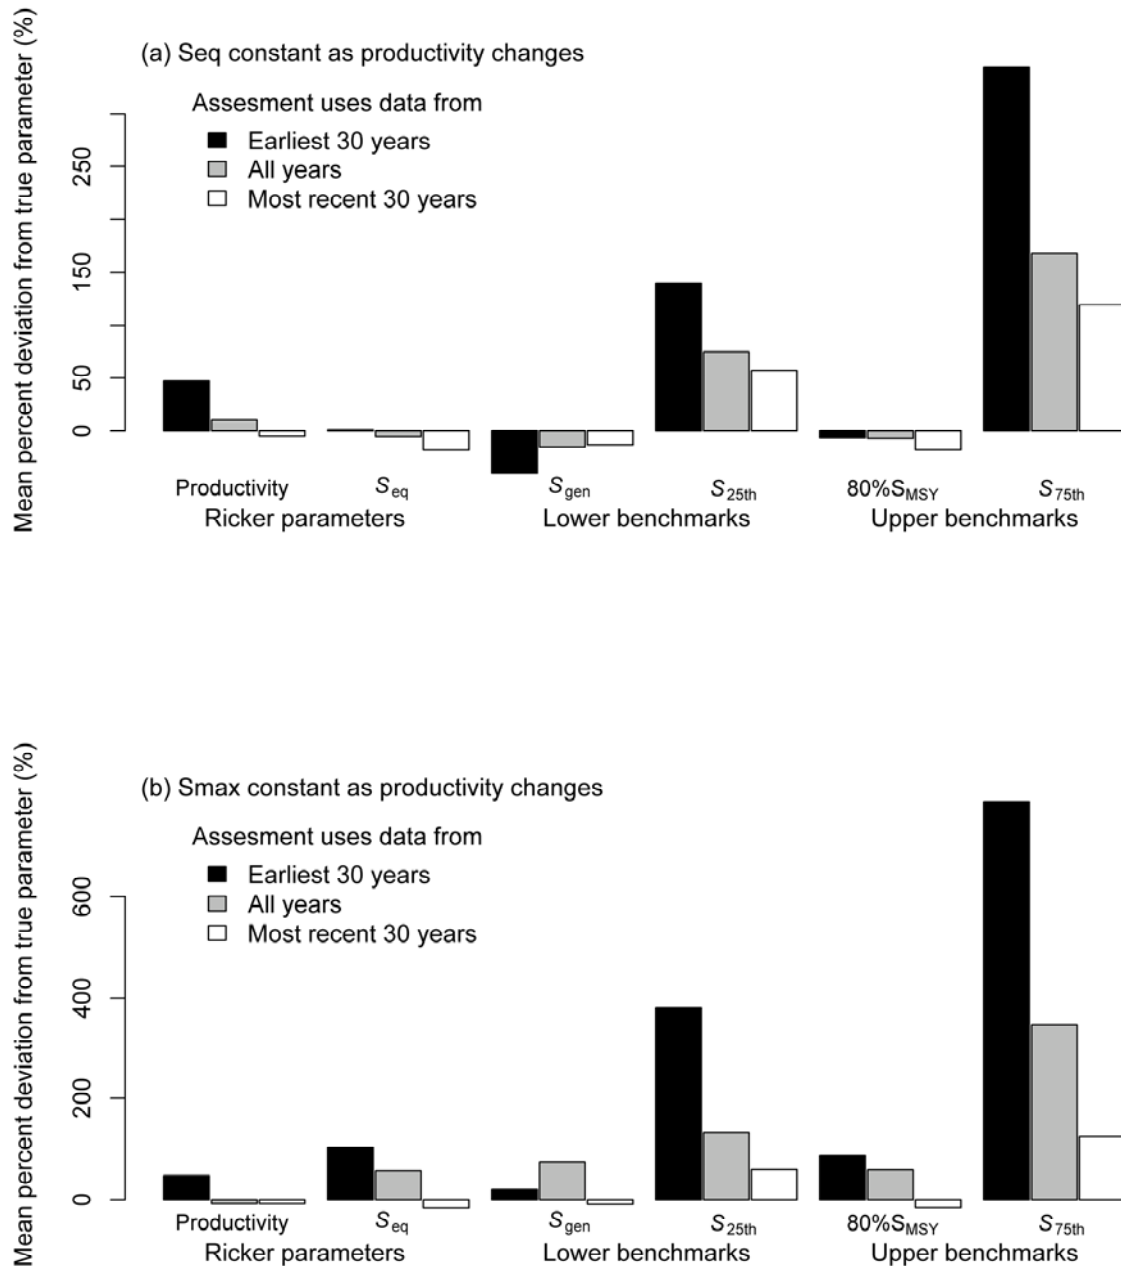 (a) Seq constant as productivity changes
Assesment uses data from
Earliest 30 years
All years
Most recent 30 years
Mean percent deviation from true parameter (%)
250
150
50
0
Productivity
Seq
Sgen
S25th
80%SMSY
S75th
Ricker parameters
Lower benchmarks
Upper benchmarks
(b) Smax constant as productivity changes
Assesment uses data from
Earliest 30 years
All years
Most recent 30 years
Mean percent deviation from true parameter (%)
600
400
200
0
Productivity
Seq
Sgen
S25th
80%SMSY
S75th
Ricker parameters
Lower benchmarks
Upper benchmarks